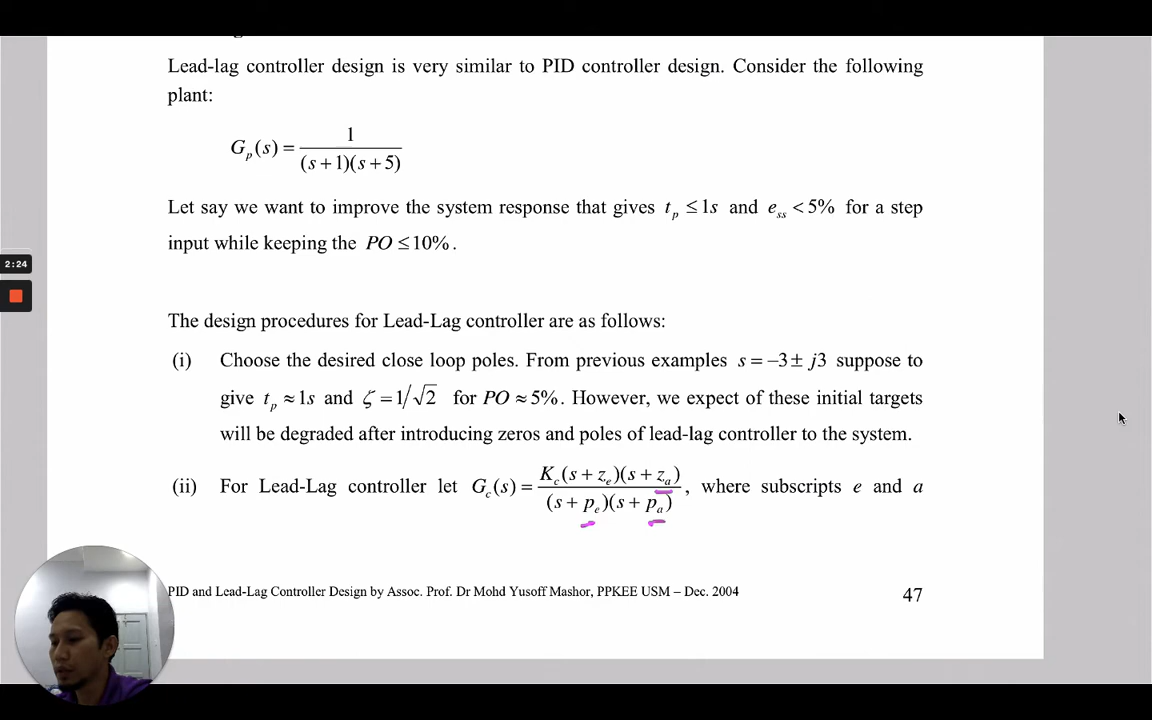 Lead-lag controller design is very similar to PID controller design. Consider the following
plant:
G_p(s) = 1 / ((s+1)(s+5))
Let say we want to improve the system response that gives t_p ≤ 1s and e_ss < 5% for a step
input while keeping the PO ≤ 10%.
2:24
The design procedures for Lead-Lag controller are as follows:
(i) Choose the desired close loop poles. From previous examples s = −3 ± j3 suppose to
give t_p ≈ 1s and ζ = 1/√2 for PO ≈ 5%. However, we expect of these initial targets
will be degraded after introducing zeros and poles of lead-lag controller to the system.
(ii) For Lead-Lag controller let G_c(s) = K_c(s + z_e)(s + z_a) / ((s + p_e)(s + p_a)), where subscripts e and a
PID and Lead-Lag Controller Design by Assoc. Prof. Dr Mohd Yusoff Mashor, PPKEE USM – Dec. 2004
47